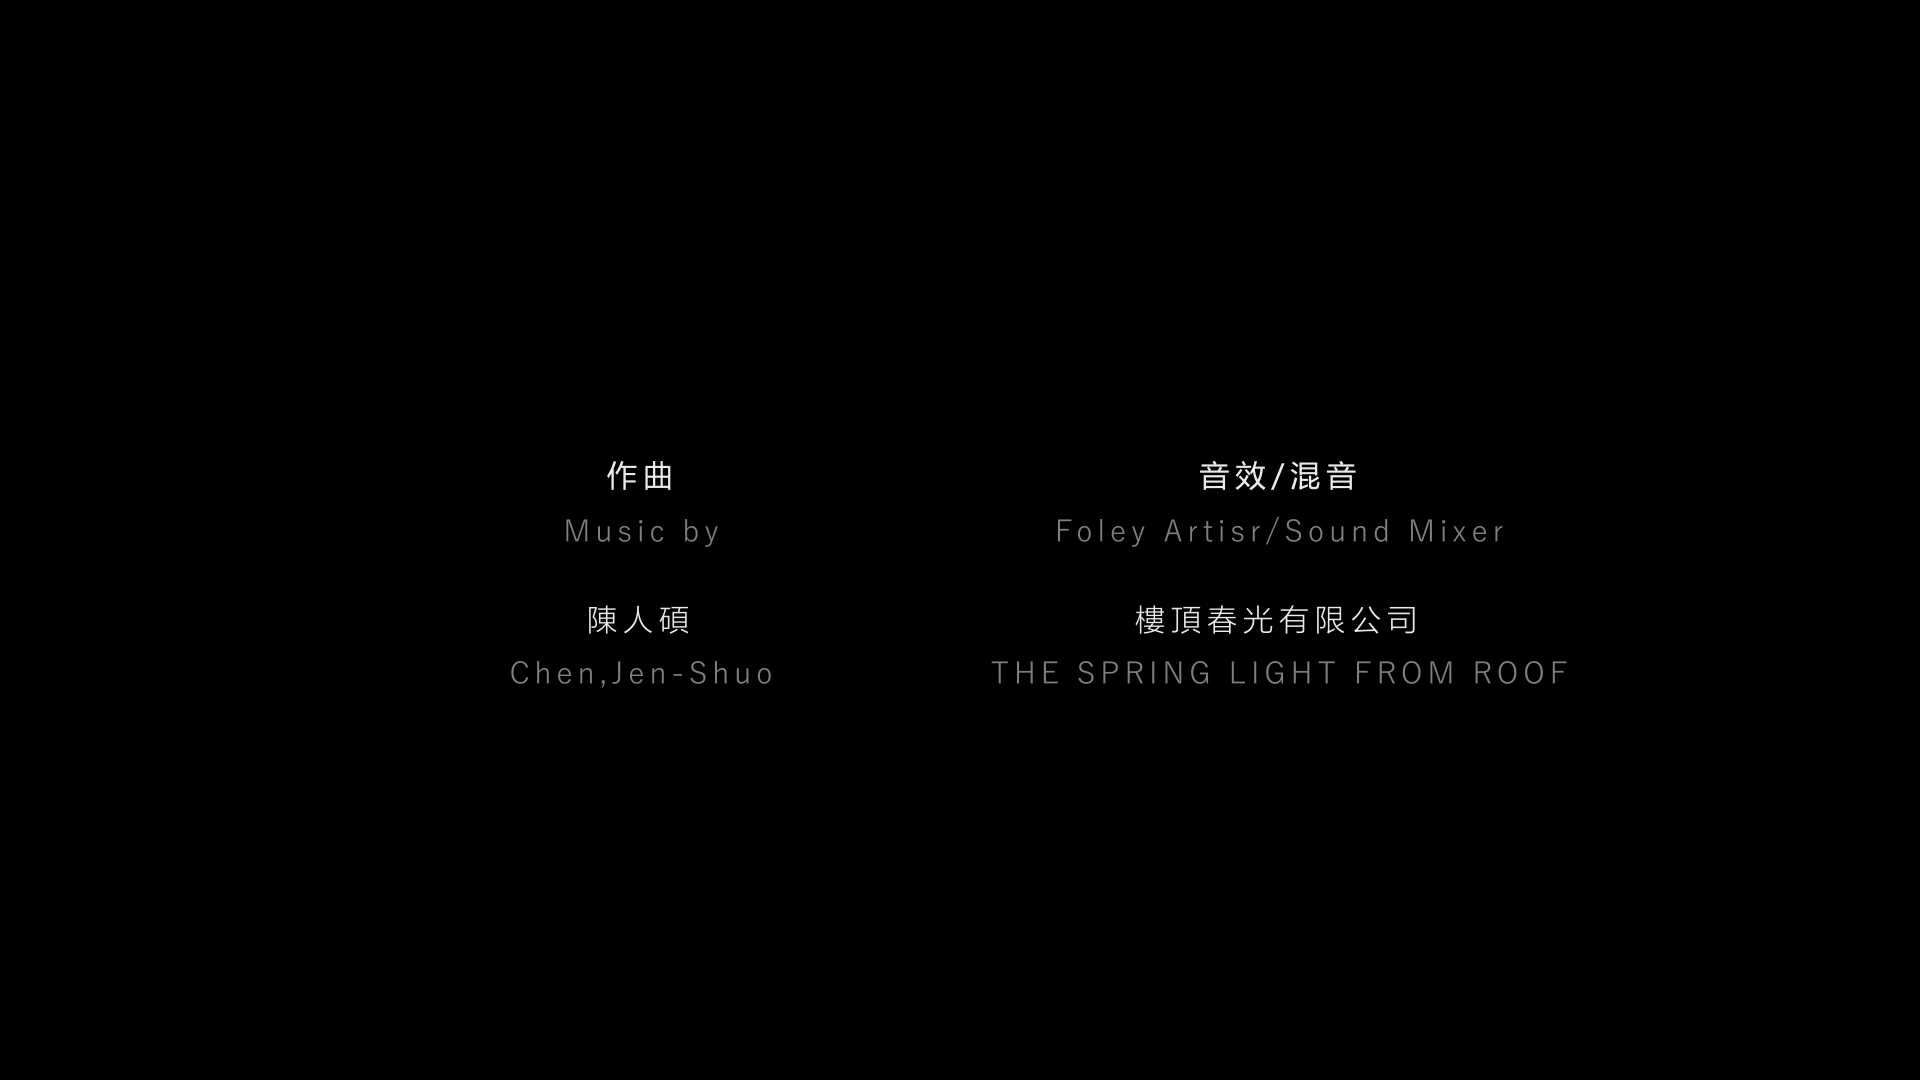 作曲
Music by
陳人碩
Chen,Jen-Shuo
音效/混音
Foley Artisr/Sound Mixer
樓頂春光有限公司
THE SPRING LIGHT FROM ROOF